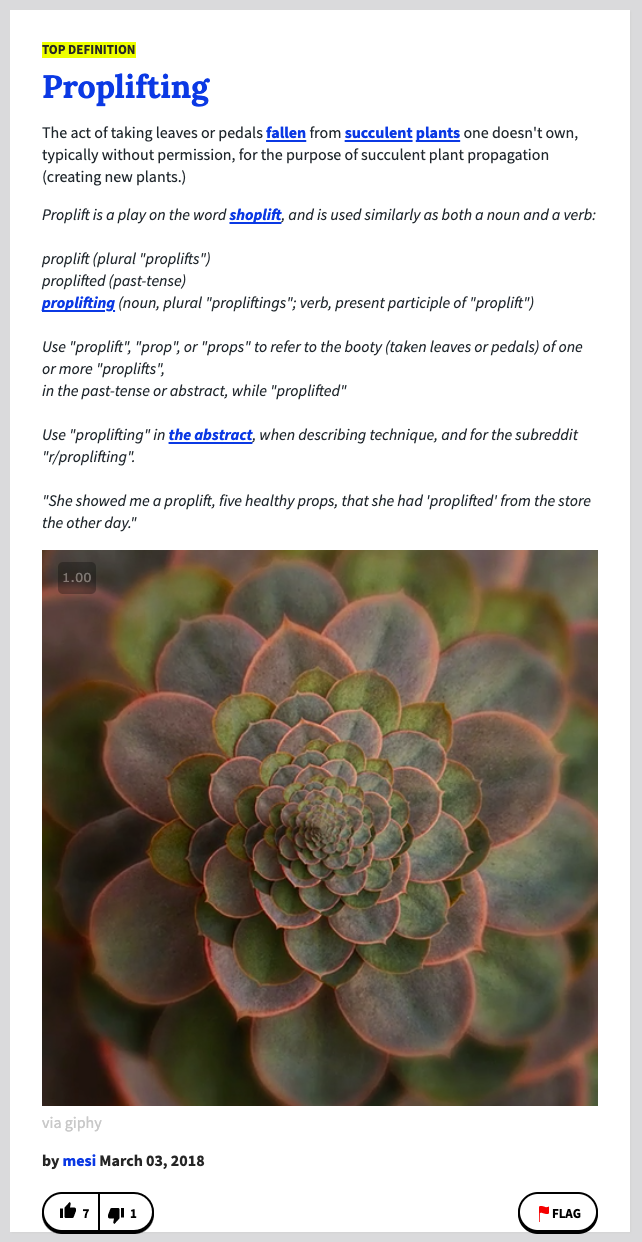 TOP DEFINITION
Proplifting
The act of taking leaves or pedals fallen from succulent plants one doesn't own,
typically without permission, for the purpose of succulent plant propagation
(creating new plants.)
Proplift is a play on the word shoplift, and is used similarly as both a noun and a verb:
proplift (plural "proplifts")
proplifted (past-tense)
proplifting (noun, plural "propliftings"; verb, present participle of "proplift")
Use "proplift", "prop", or "props" to refer to the booty (taken leaves or pedals) of one
or more "proplifts",
in the past-tense or abstract, while "proplifted"
Use "proplifting" in the abstract, when describing technique, and for the subreddit
"r/proplifting".
"She showed me a proplift, five healthy props, that she had 'proplifted' from the store
the other day."
1.00
via giphy
by mesi March 03, 2018
7 1 FLAG